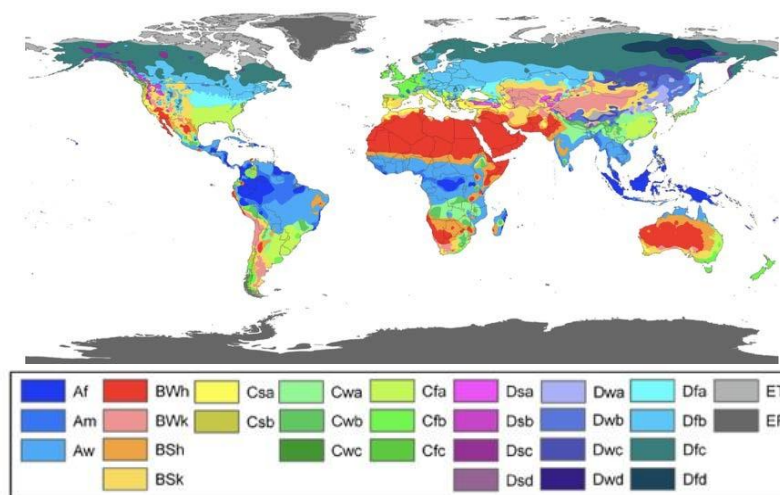 Af BWh Csa Cwa Cfa Dsa Dwa Dfa ET
Am BWk Csb Cwb Cfb Dsb Dwb Dfb EF
Aw BSh Cwc Cfc Dsc Dwc Dfc
BSk Dsd Dwd Dfd